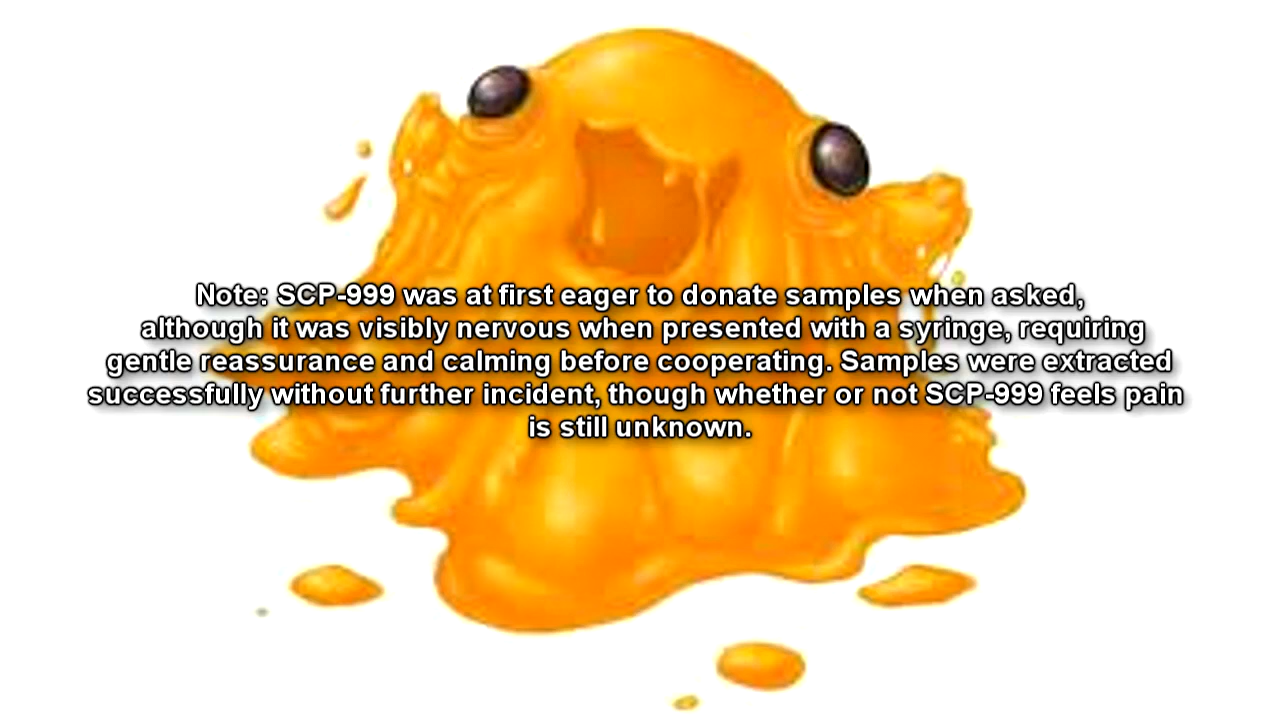 Note: SCP-999 was at first eager to donate samples when asked,
although it was visibly nervous when presented with a syringe, requiring
gentle reassurance and calming before cooperating. Samples were extracted
successfully without further incident, though whether or not SCP-999 feels pain
is still unknown.